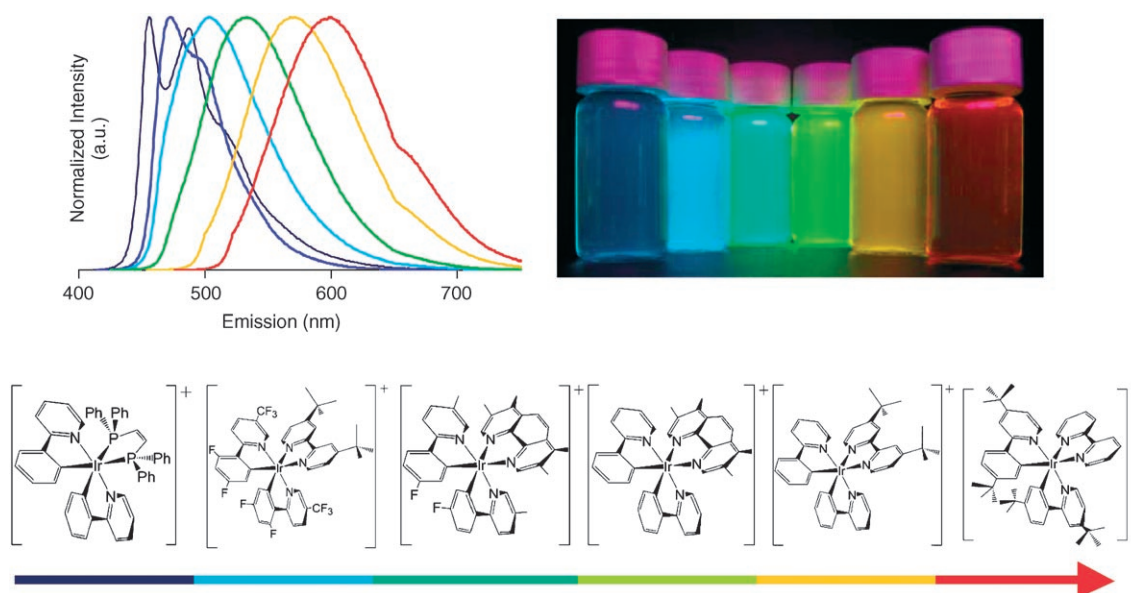 Normalized Intensity
(a.u.)
400 500 600 700
Emission (nm)
Ph Ph
N P
P Ph
Ir Ph
N
+
CF3
N N
F
Ir N
F N
F CF3
F
+
N N
Ir N
F
F N
+
N N
Ir N
N
+
N N
Ir N
N
+
N N
Ir N
N